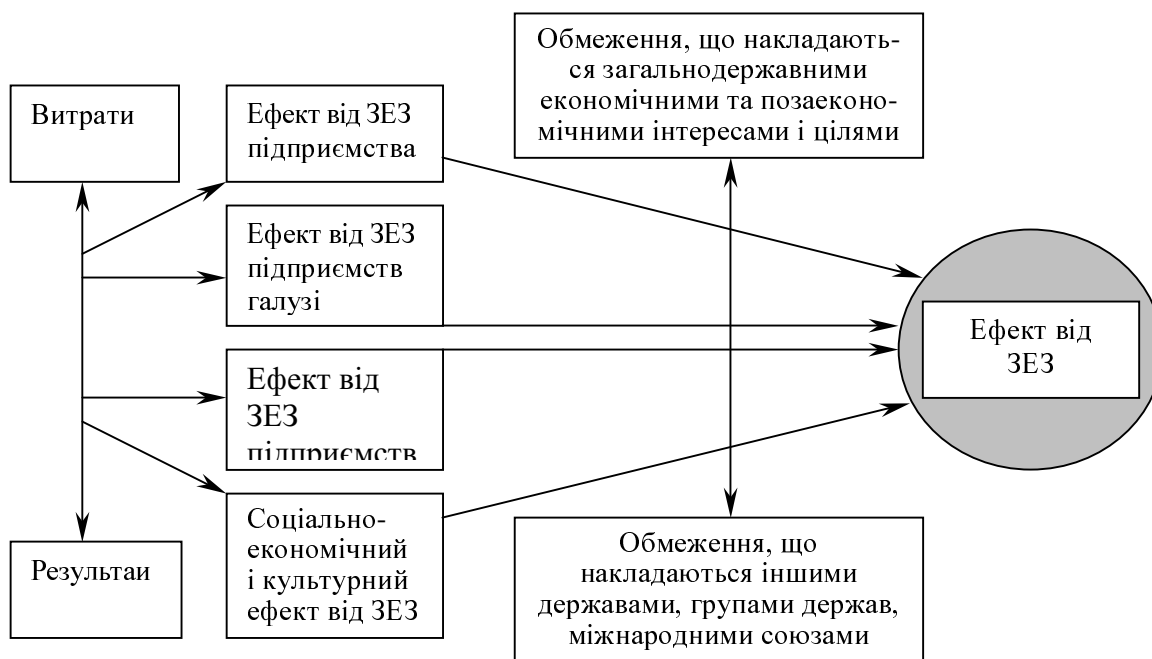 Витрати
Результаи
Ефект від ЗЕЗ
підприємства
Ефект від ЗЕЗ
підприємств
галузі
Ефект від
ЗЕЗ
підприємств
Соціально-
економічний
і культурний
ефект від ЗЕЗ
Обмеження, що накладають-
ся загальнодержавними
економічними та позаеконо-
мічними інтересами і цілями
Обмеження, що
накладаються іншими
державами, групами держав,
міжнародними союзами
Ефект від
ЗЕЗ